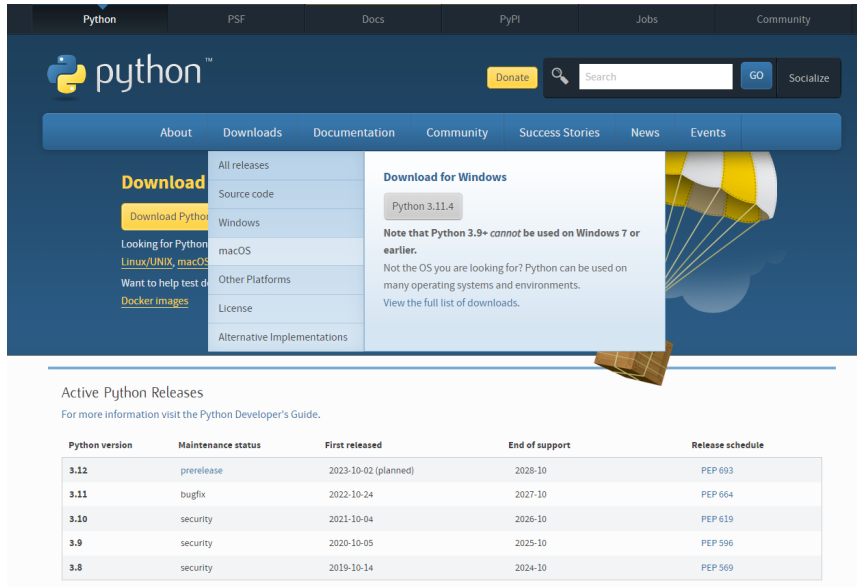 Python PSF Docs PyPI Jobs Community
python™
Donate Search GO Socialize
About Downloads Documentation Community Success Stories News Events
Download
Download Pytho
Looking for Python
Linux/UNIX, macOS
Want to help test d
Docker images
All releases
Source code
Windows
macOS
Other Platforms
License
Alternative Implementations
Download for Windows
Python 3.11.4
Note that Python 3.9+ cannot be used on Windows 7 or
earlier.
Not the OS you are looking for? Python can be used on
many operating systems and environments.
View the full list of downloads.
Active Python Releases
For more information visit the Python Developer's Guide.
Python version Maintenance status First released End of support Release schedule
3.12 prerelease 2023-10-02 (planned) 2028-10 PEP 693
3.11 bugfix 2022-10-24 2027-10 PEP 664
3.10 security 2021-10-04 2026-10 PEP 619
3.9 security 2020-10-05 2025-10 PEP 596
3.8 security 2019-10-14 2024-10 PEP 569